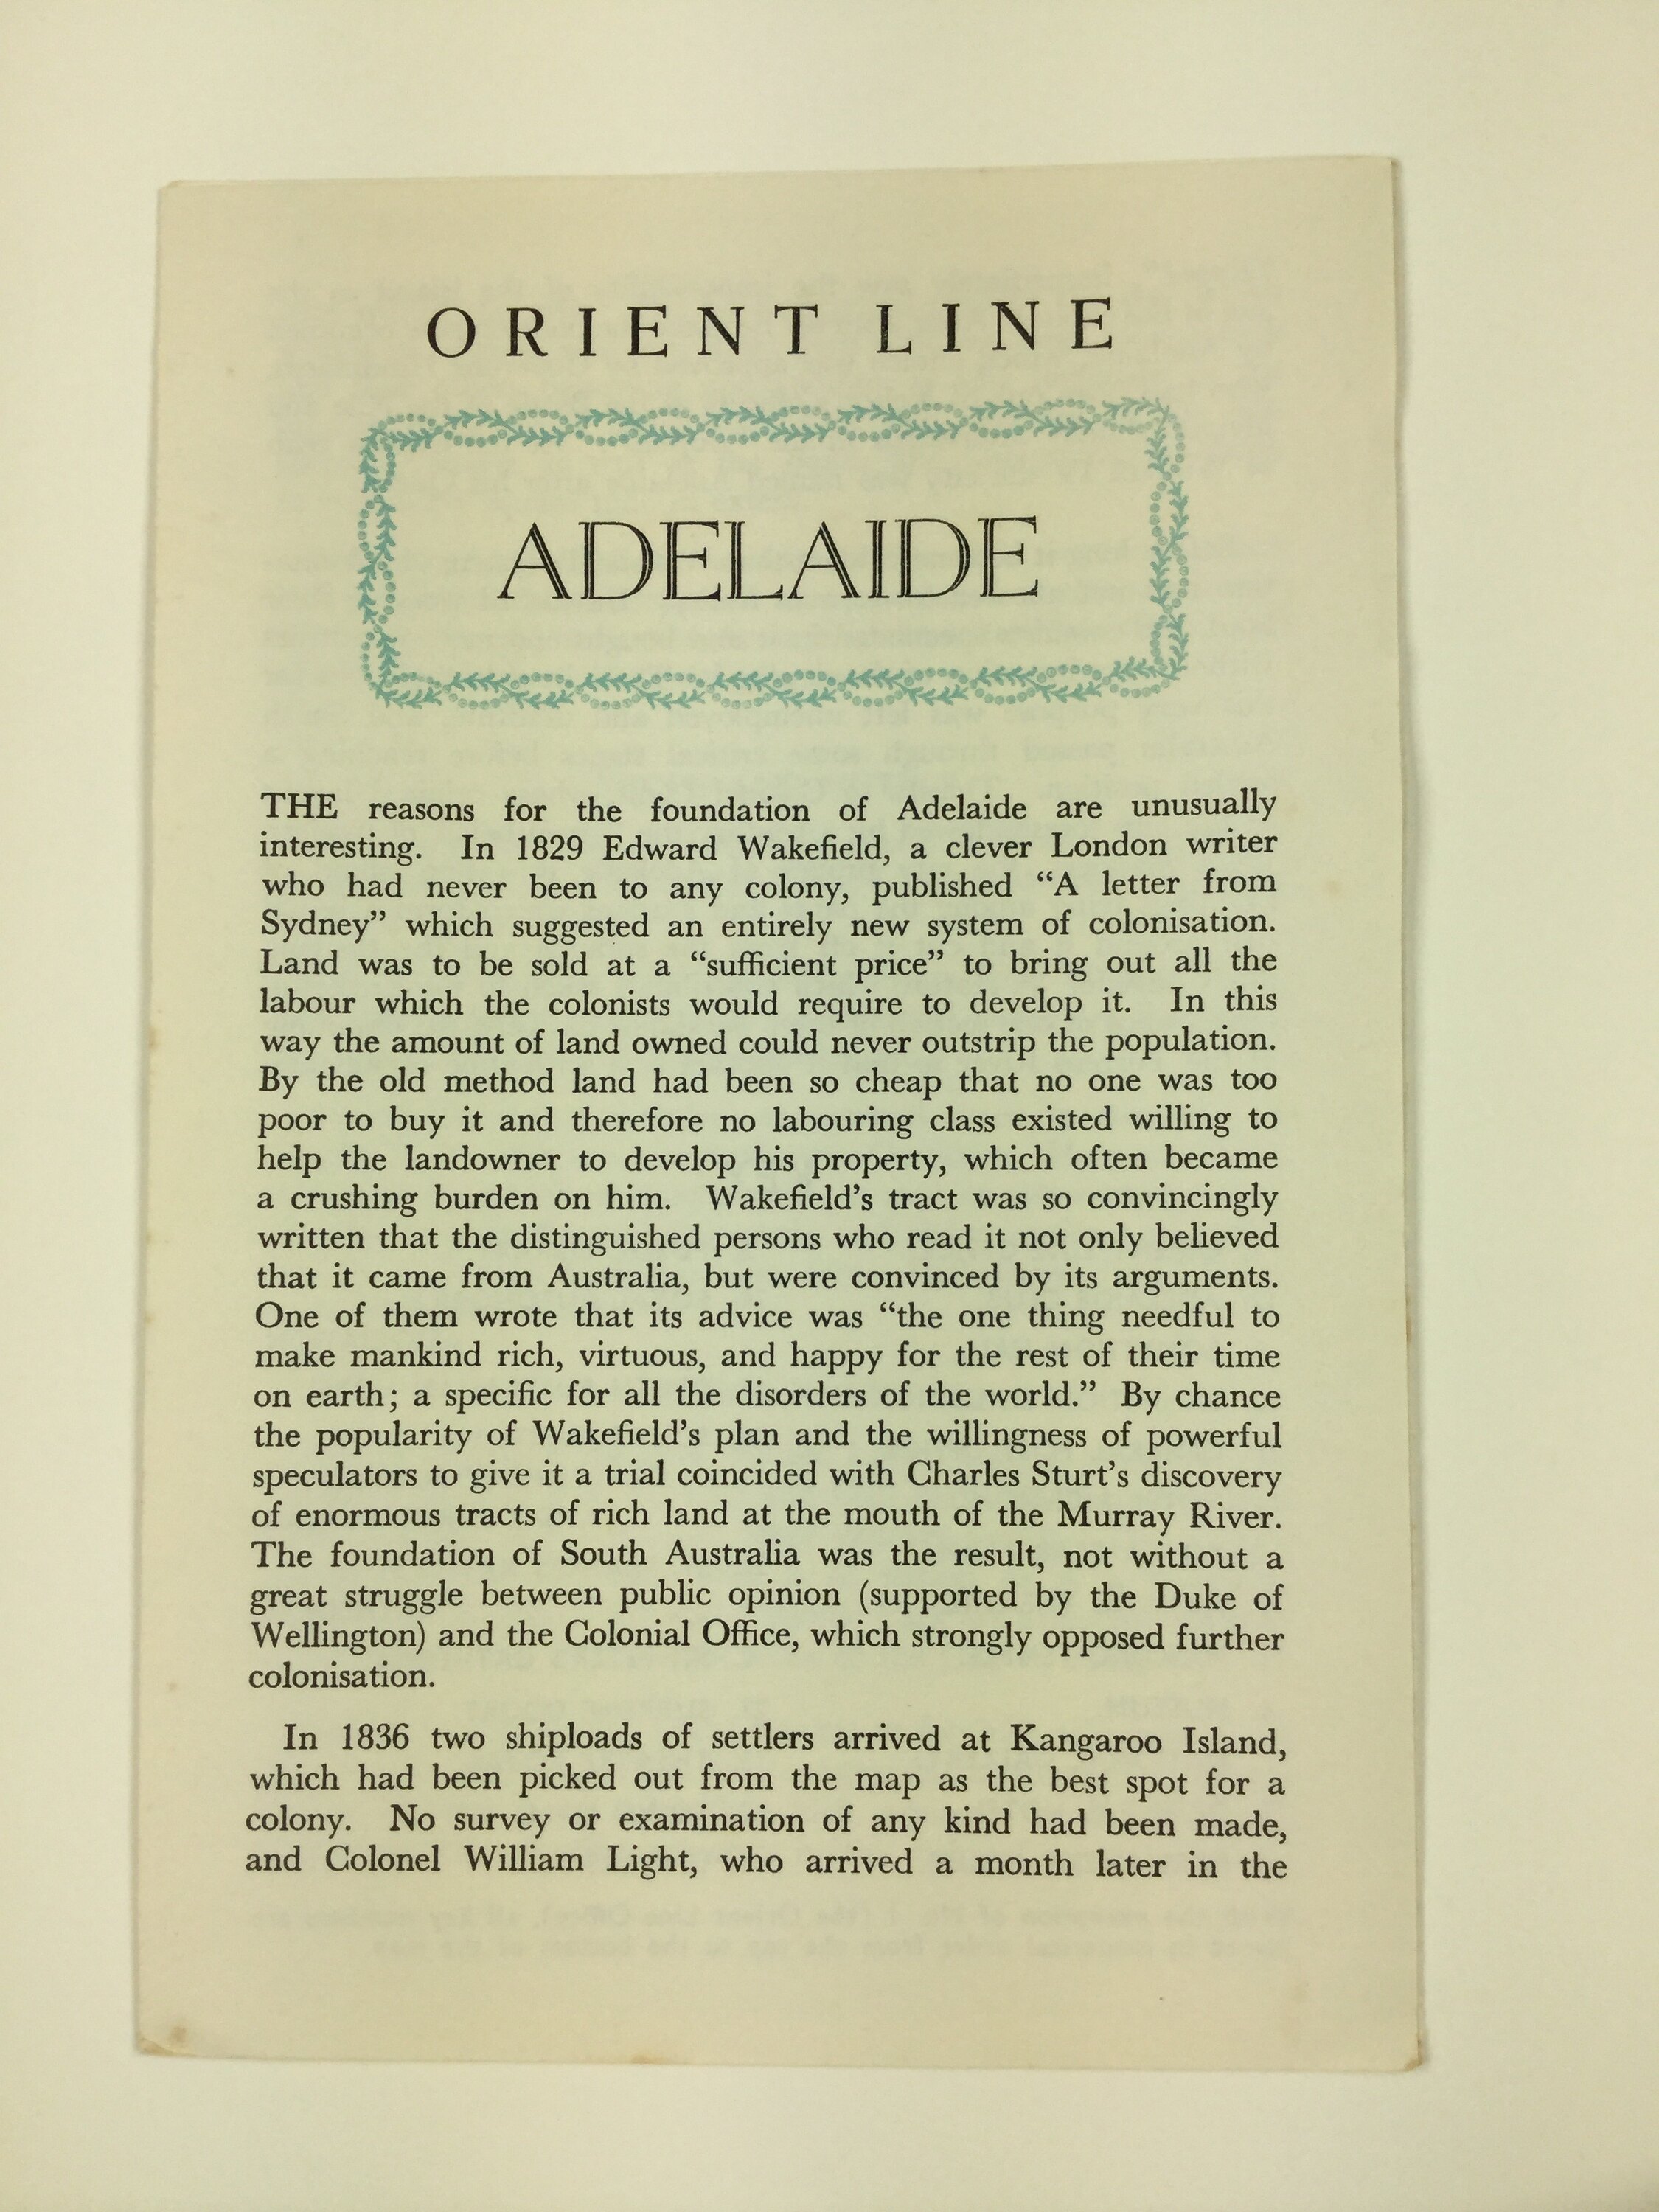 ORIENT LINE
ADELAIDE
THE reasons for the foundation of Adelaide are unusually
interesting. In 1829 Edward Wakefield, a clever London writer
who had never been to any colony, published “A letter from
Sydney” which suggested an entirely new system of colonisation.
Land was to be sold at a “sufficient price” to bring out all the
labour which the colonists would require to develop it. In this
way the amount of land owned could never outstrip the population.
By the old method land had been so cheap that no one was too
poor to buy it and therefore no labouring class existed willing to
help the landowner to develop his property, which often became
a crushing burden on him. Wakefield’s tract was so convincingly
written that the distinguished persons who read it not only believed
that it came from Australia, but were convinced by its arguments.
One of them wrote that its advice was “the one thing needful to
make mankind rich, virtuous, and happy for the rest of their time
on earth; a specific for all the disorders of the world.” By chance
the popularity of Wakefield’s plan and the willingness of powerful
speculators to give it a trial coincided with Charles Sturt’s discovery
of enormous tracts of rich land at the mouth of the Murray River.
The foundation of South Australia was the result, not without a
great struggle between public opinion (supported by the Duke of
Wellington) and the Colonial Office, which strongly opposed further
colonisation.
In 1836 two shiploads of settlers arrived at Kangaroo Island,
which had been picked out from the map as the best spot for a
colony. No survey or examination of any kind had been made,
and Colonel William Light, who arrived a month later in the